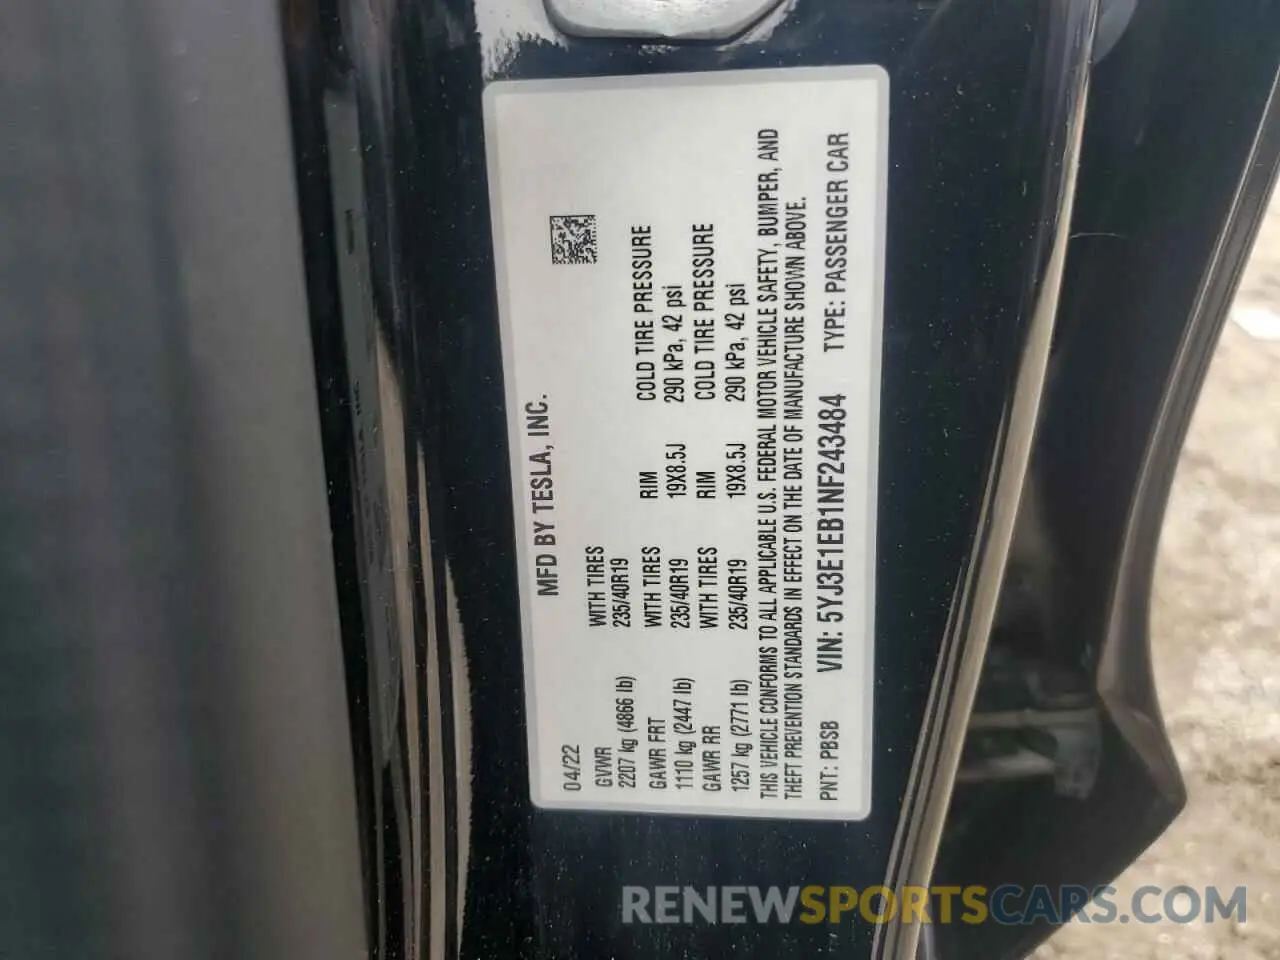 MFD BY TESLA, INC.
04/22
GVWR WITH TIRES
2207 kg (4866 lb) 235/40R19
GAWR FRT WITH TIRES RIM COLD TIRE PRESSURE
1110 kg (2447 lb) 235/40R19 19X8.5J 290 kPa, 42 psi
GAWR RR WITH TIRES RIM COLD TIRE PRESSURE
1257 kg (2771 lb) 235/40R19 19X8.5J 290 kPa, 42 psi
THIS VEHICLE CONFORMS TO ALL APPLICABLE U.S. FEDERAL MOTOR VEHICLE SAFETY, BUMPER, AND
THEFT PREVENTION STANDARDS IN EFFECT ON THE DATE OF MANUFACTURE SHOWN ABOVE.
PNT: PBSB VIN: 5YJ3E1EB1NF243484 TYPE: PASSENGER CAR
RENEWSPORTSCARS.COM